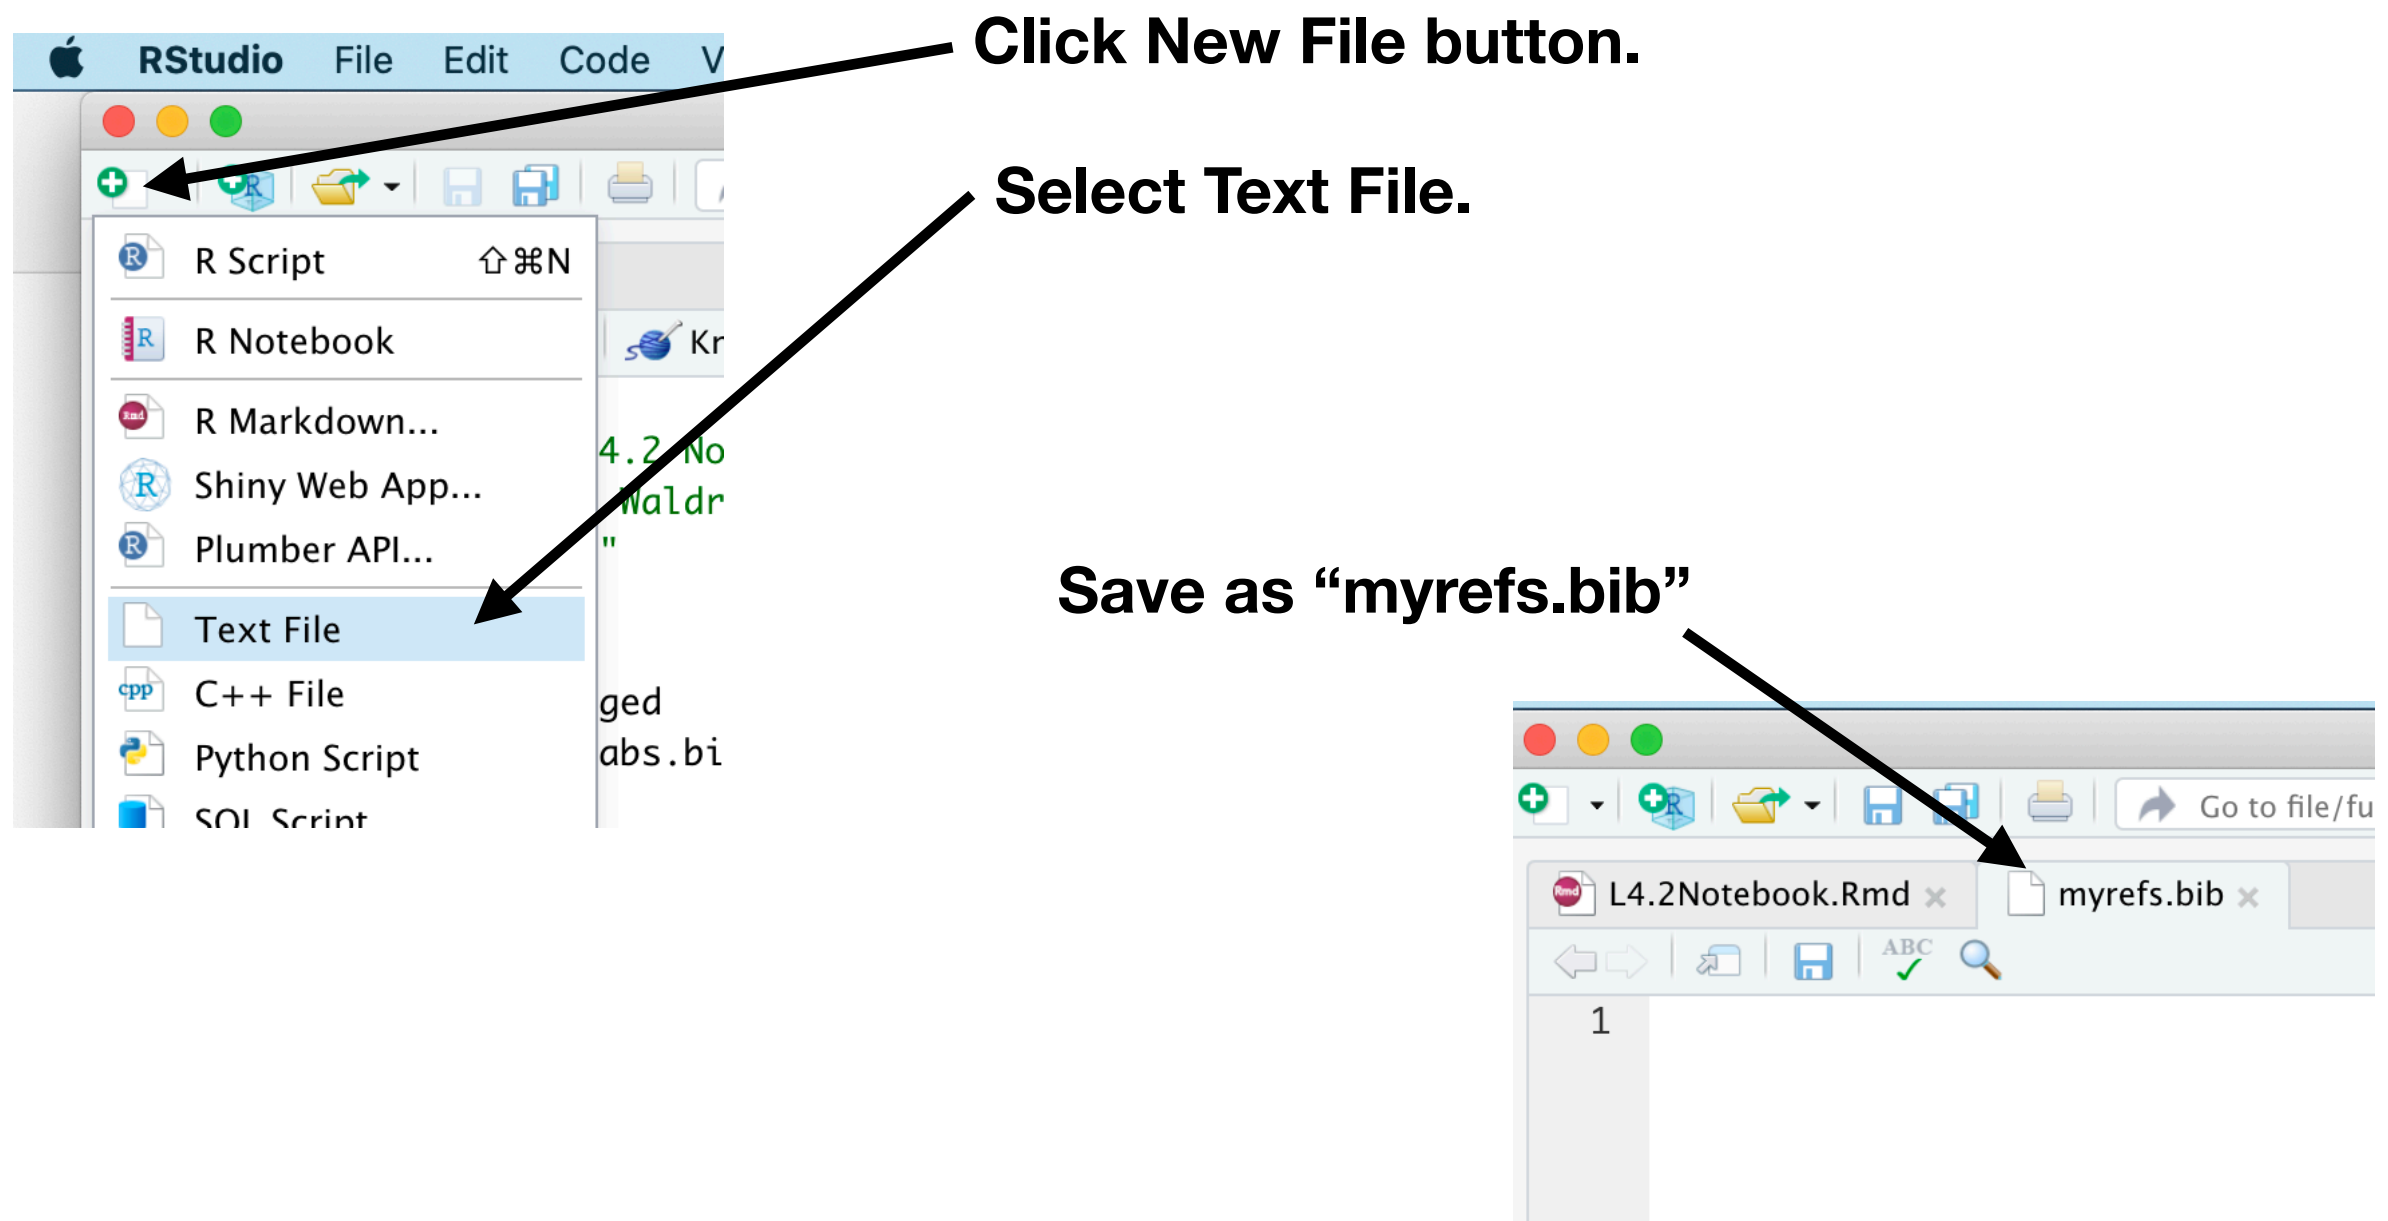 Click New File button.
RStudio File Edit Code V
Select Text File.
R Script ⇧⌘N
R Notebook
Kr
R Markdown...
4.2 No
Shiny Web App...
Waldr
Plumber API...
"
Save as “myrefs.bib”
Text File
cpp C++ File
ged
Python Script
abs.bi
SQL Script
Go to file/fu
L4.2Notebook.Rmd
myrefs.bib
ABC
1